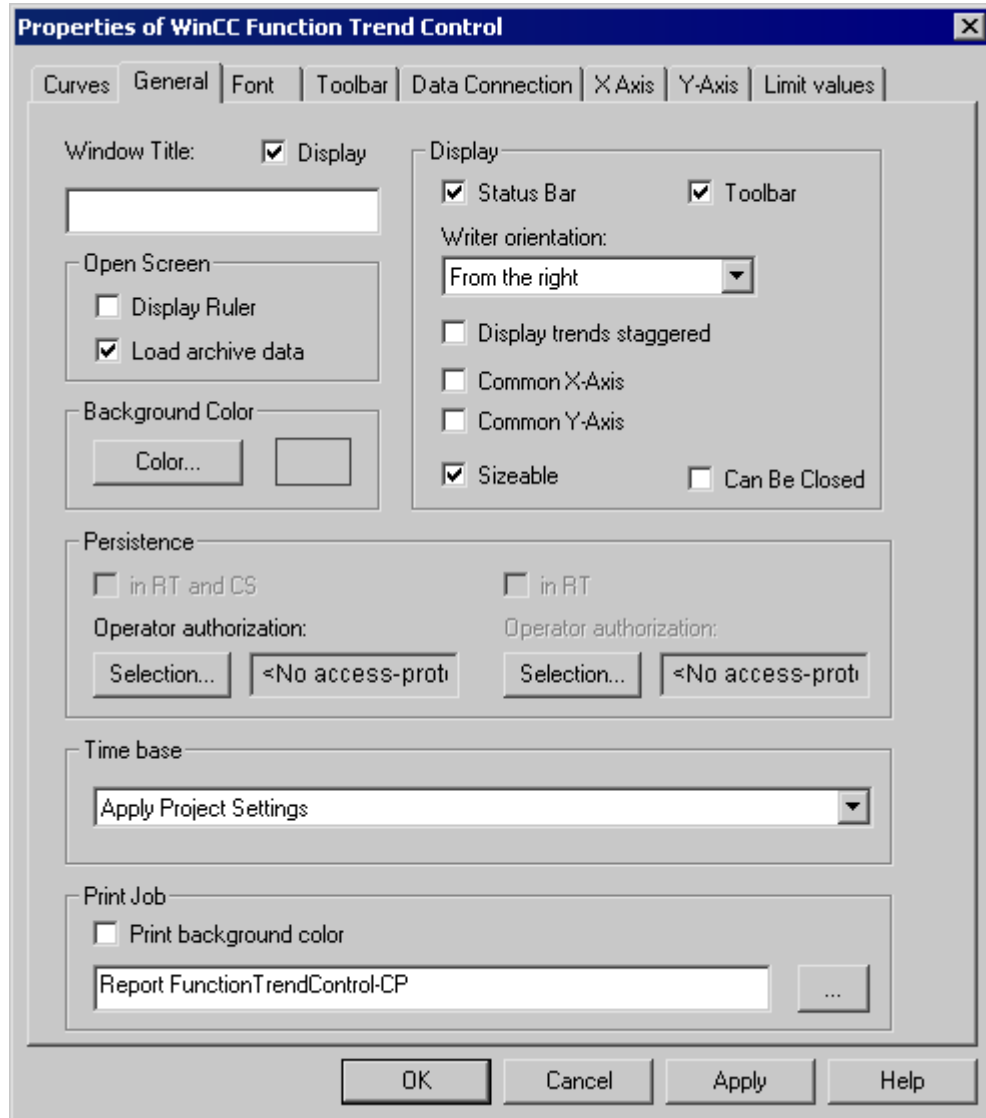 Properties of WinCC Function Trend Control
Curves General Font Toolbar Data Connection X Axis Y-Axis Limit values
Window Title: Display
Open Screen
Display Ruler
Load archive data
Background Color
Color...
Display
Status Bar Toolbar
Writer orientation:
From the right
Display trends staggered
Common X-Axis
Common Y-Axis
Sizeable Can Be Closed
Persistence
in RT and CS in RT
Operator authorization: Operator authorization:
Selection... <No access-prot Selection... <No access-prot
Time base
Apply Project Settings
Print Job
Print background color
Report FunctionTrendControl-CP
...
OK Cancel Apply Help